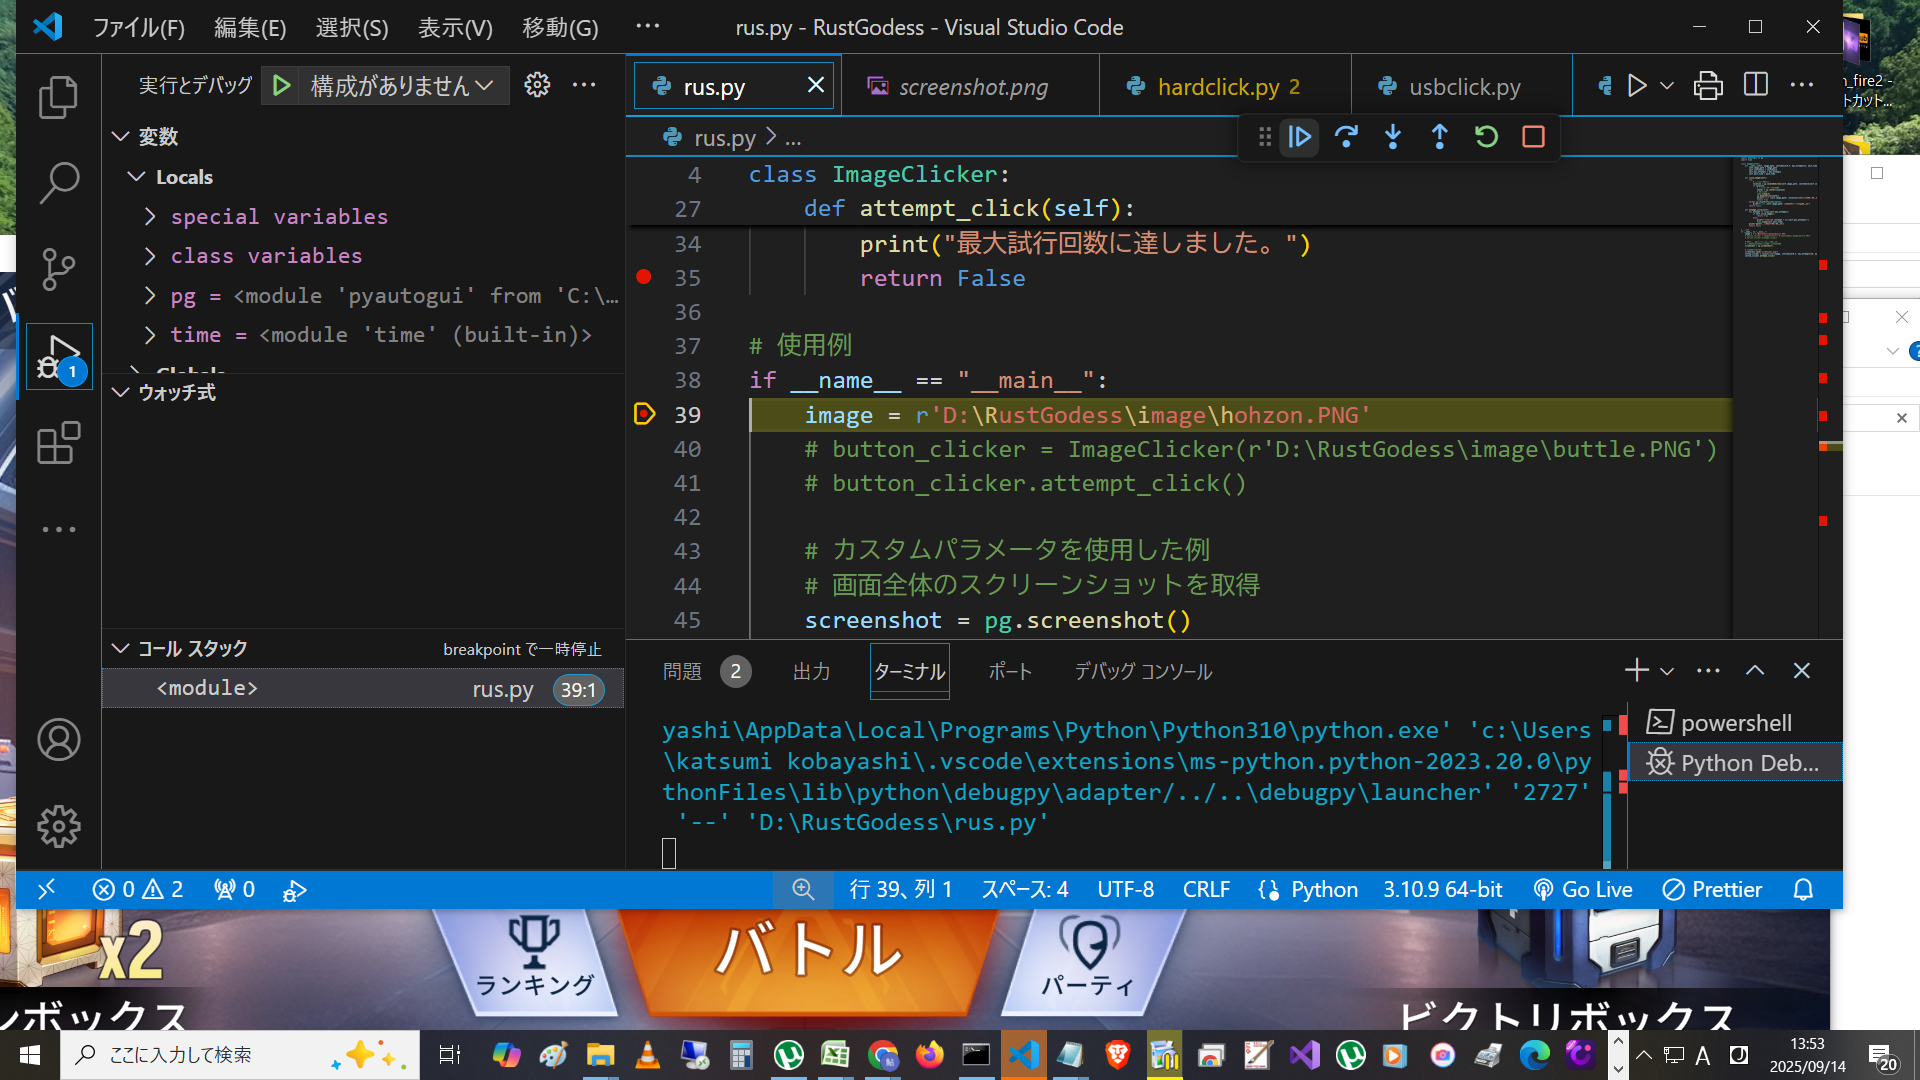 ファイル(F) 編集(E) 選択(S) 表示(V) 移動(G) ··· rus.py - RustGodess - Visual Studio Code
実行とデバッグ 構成がありません ···
変数
Locals
special variables
class variables
pg = <module 'pyautogui' from 'C:\…
time = <module 'time' (built-in)>
ウォッチ式
コール スタック breakpoint で一時停止
<module> rus.py 39:1
1
rus.py screenshot.png hardclick.py 2 usbclick.py
rus.py > ...
4 class ImageClicker:
27 def attempt_click(self):
34 print("最大試行回数に達しました。")
35 return False
36
37 # 使用例
38 if __name__ == "__main__":
39 image = r'D:\RustGodess\image\hohzon.PNG'
40 # button_clicker = ImageClicker(r'D:\RustGodess\image\buttle.PNG')
41 # button_clicker.attempt_click()
42
43 # カスタムパラメータを使用した例
44 # 画面全体のスクリーンショットを取得
45 screenshot = pg.screenshot()
問題 2 出力 ターミナル ポート デバッグ コンソール
yashi\AppData\Local\Programs\Python\Python310\python.exe' 'c:\Users
\katsumi kobayashi\.vscode\extensions\ms-python.python-2023.20.0\py
thonFiles\lib\python\debugpy\adapter/../..\debugpy\launcher' '2727'
'--' 'D:\RustGodess\rus.py'
powershell
Python Deb...
0 2 0 行 39、列 1 スペース: 4 UTF-8 CRLF Python 3.10.9 64-bit Go Live Prettier
x2
ランキング
バトル
パーティ
ンボックス
ビクトリボックス
_fire2 -
トカット...
ここに入力して検索
A
13:53
2025/09/14
20